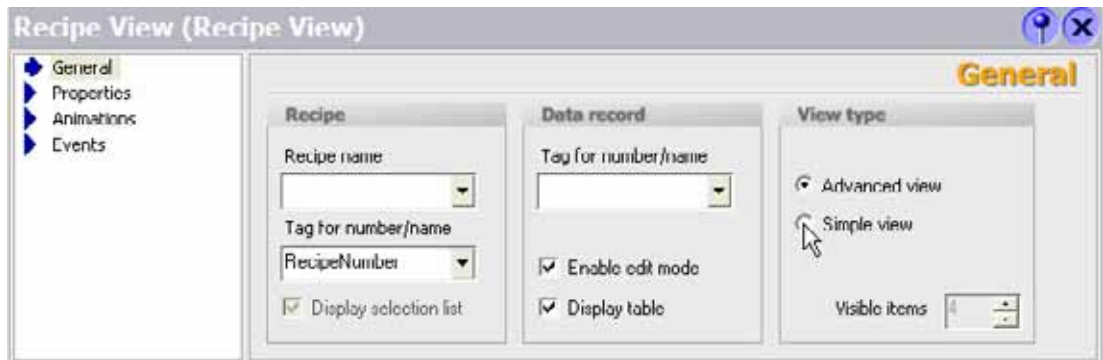 Recipe View (Recipe View)
General
Properties
Animations
Events
General
Recipe
Recipe name
Tag for number/name
RecipeNumber
Display selection list
Data record
Tag for number/name
Enable edit mode
Display table
View type
Advanced view
Simple view
Visible items 4